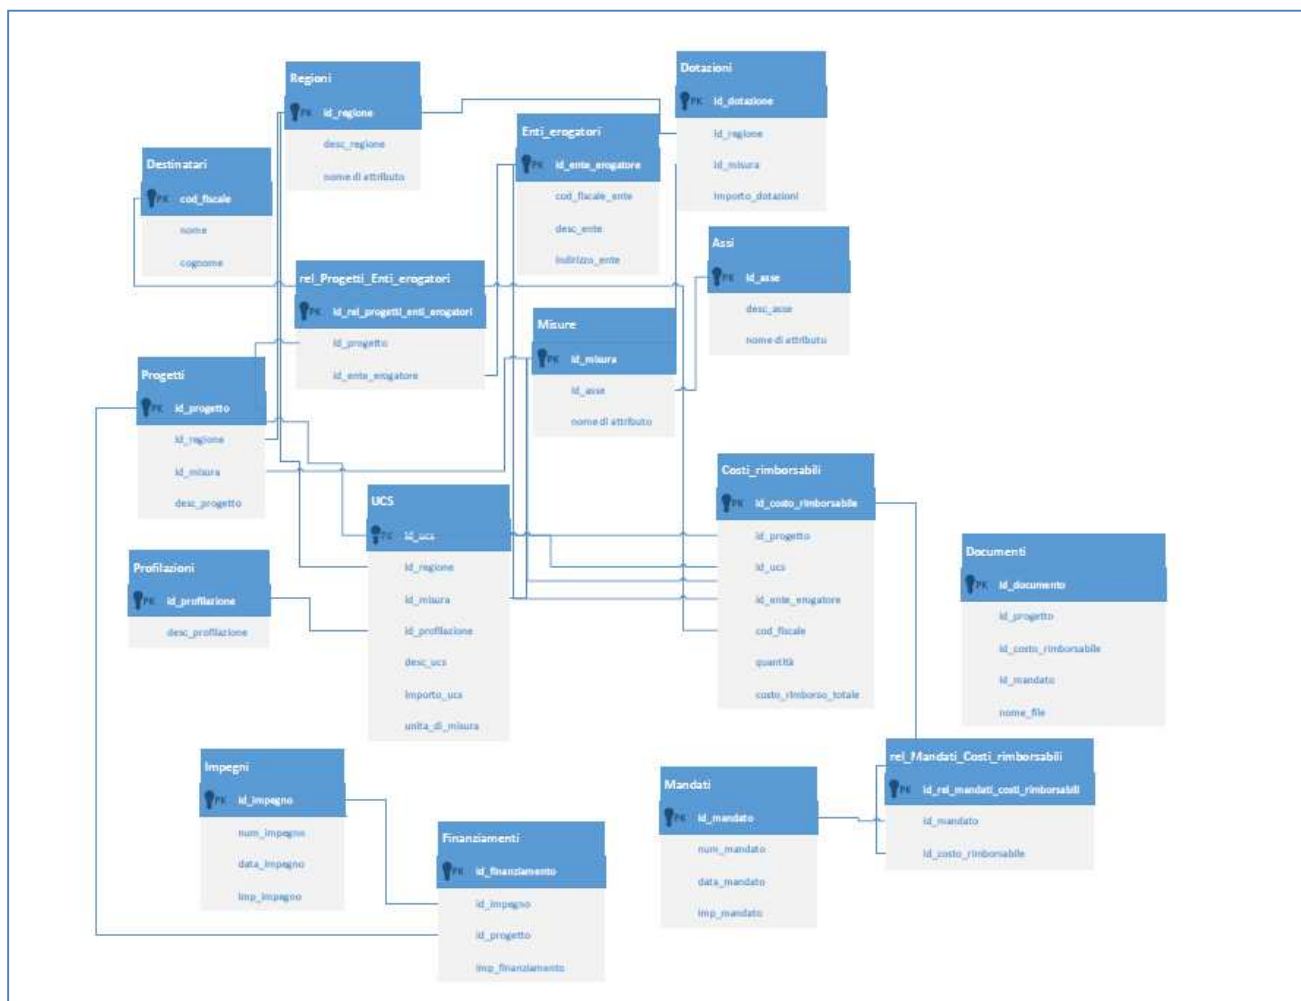 Regioni
PK id_regione
desc_regione
nome di attributo
Dotazioni
PK id_dotazione
id_regione
id_misura
importo_dotazioni
Enti_erogatori
PK id_ente_erogatore
cod_fiscale_ente
desc_ente
indirizzo_ente
Destinatari
PK cod_fiscale
nome
cognome
Assi
PK id_asse
desc_asse
nome di attributo
rel_Progetti_Enti_erogatori
PK id_rel_progetti_enti_erogatori
id_progetto
id_ente_erogatore
Misure
PK id_misura
id_asse
nome di attributo
Progetti
PK id_progetto
id_regione
id_misura
desc_progetto
Costi_rimborsabili
PK id_costo_rimborsabile
id_progetto
id_ucs
id_ente_erogatore
cod_fiscale
quantità
costo_rimborso_totale
UCS
PK id_ucs
id_regione
id_misura
id_profilazione
desc_ucs
importo_ucs
unita_di_misura
Documenti
PK id_documento
id_progetto
id_costo_rimborsabile
id_mandato
nome_file
Profilazioni
PK id_profilazione
desc_profilazione
rel_Mandati_Costi_rimborsabili
PK id_rel_mandati_costi_rimborsabili
id_mandato
id_costo_rimborsabile
Impegni
PK id_impegno
num_impegno
data_impegno
imp_impegno
Mandati
PK id_mandato
num_mandato
data_mandato
imp_mandato
Finanziamenti
PK id_finanziamento
id_impegno
id_progetto
imp_finanziamento